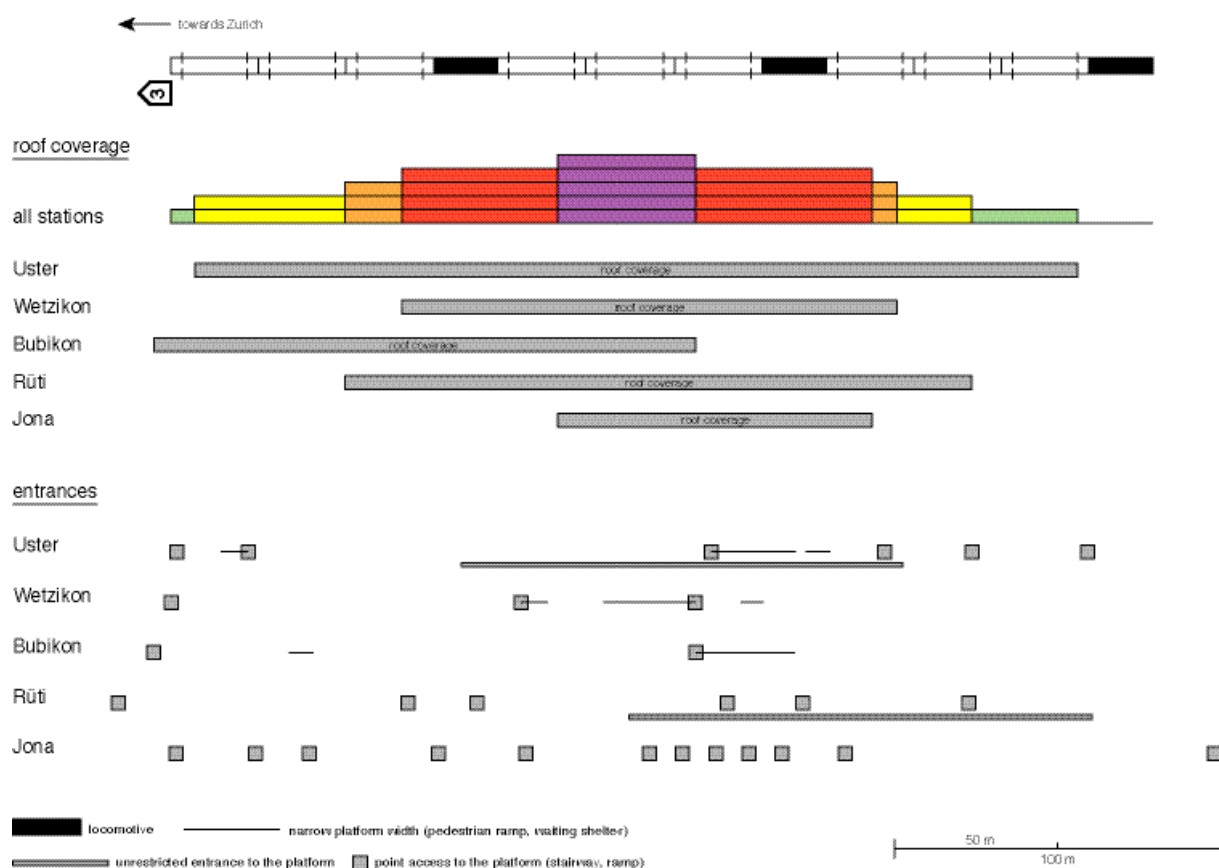 towards Zurich
3
roof coverage
all stations
Uster
roof coverage
Wetzikon
roof coverage
Bubikon
roof coverage
Rüti
roof coverage
Jona
roof coverage
entrances
Uster
Wetzikon
Bubikon
Rüti
Jona
locomotive
narrow platform width (pedestrian ramp, waiting shelter)
50 m
unrestricted entrance to the platform
point access to the platform (stairway, ramp)
100 m